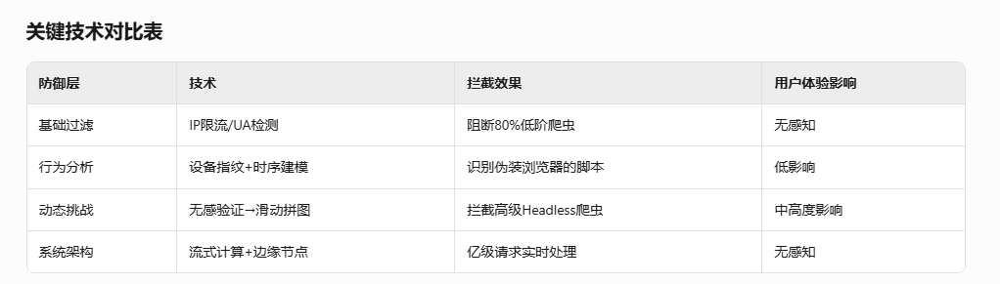 关键技术对比表
防御层 技术 拦截效果 用户体验影响
基础过滤 IP限流/UA检测 阻断80%低阶爬虫 无感知
行为分析 设备指纹+时序建模 识别伪装浏览器的脚本 低影响
动态挑战 无感验证→滑动拼图 拦截高级Headless爬虫 中高度影响
系统架构 流式计算+边缘节点 亿级请求实时处理 无感知